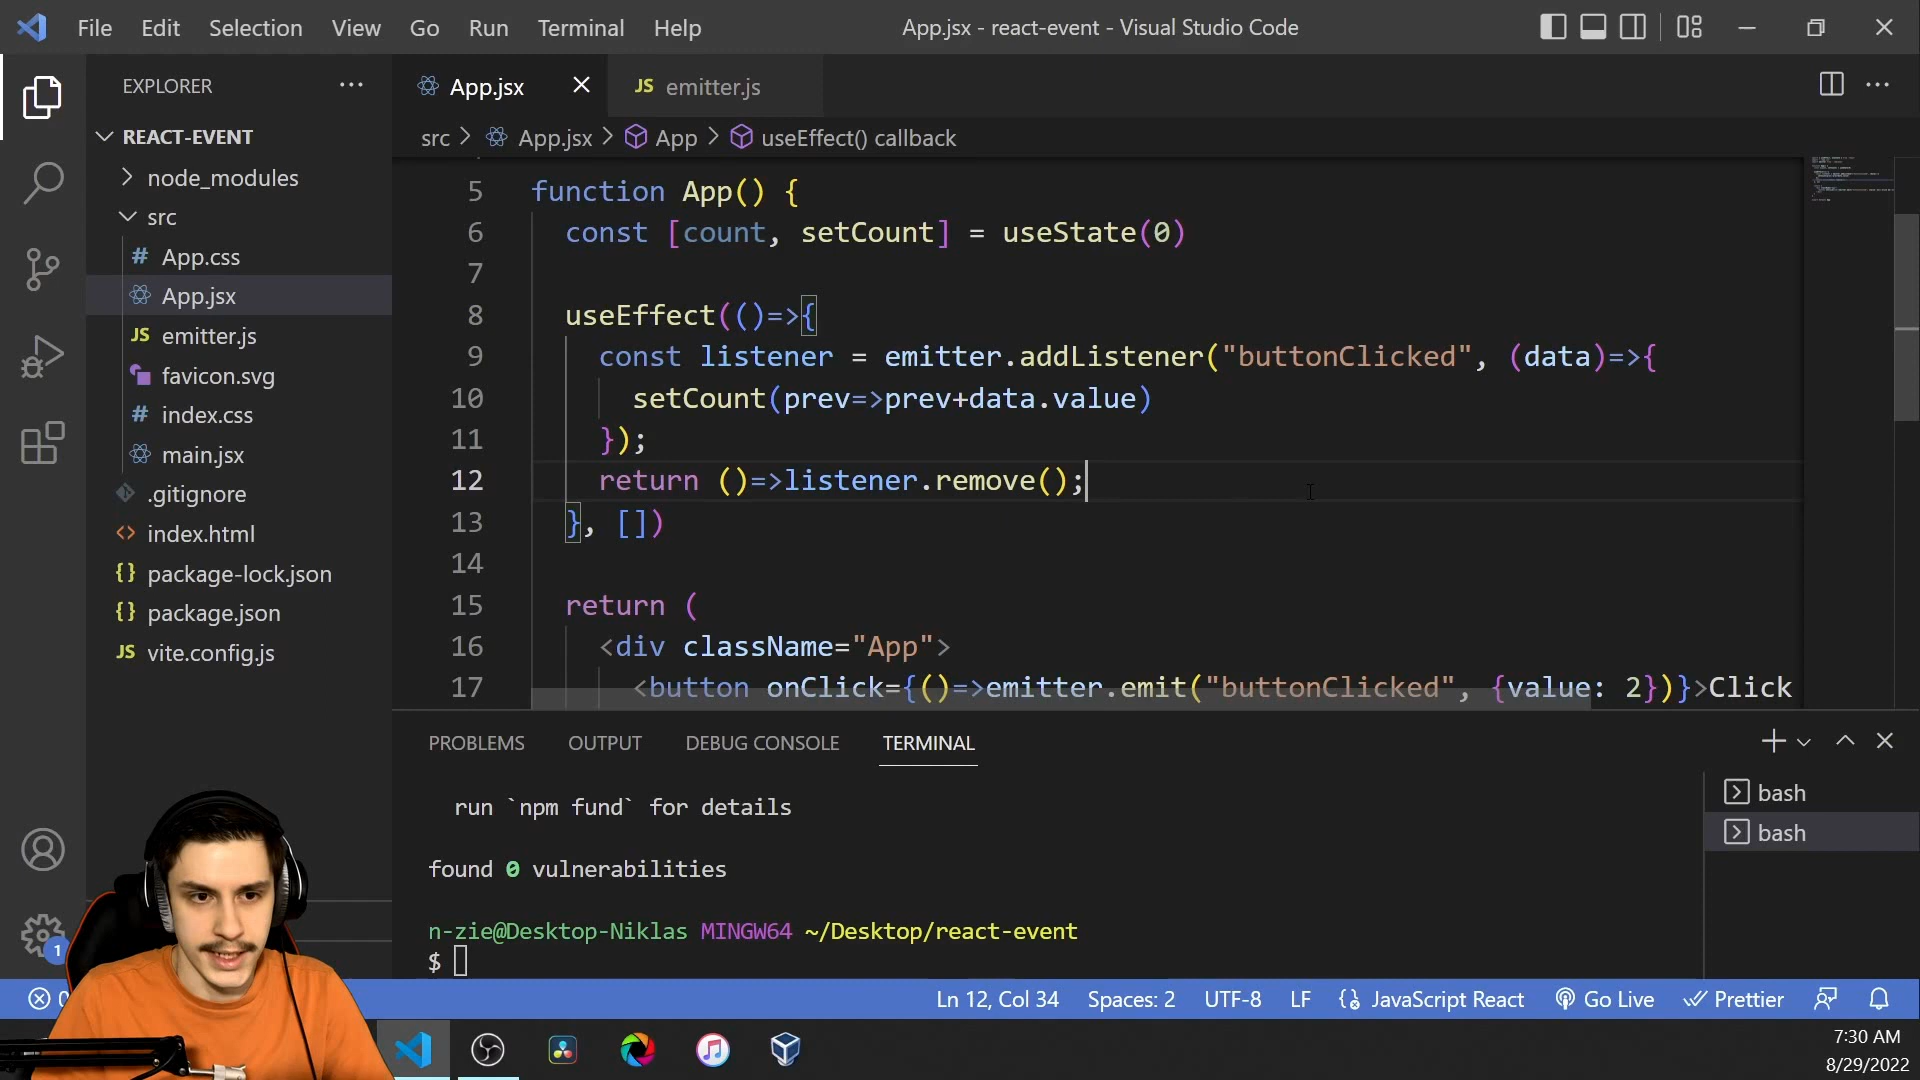 File Edit Selection View Go Run Terminal Help
App.jsx - react-event - Visual Studio Code
EXPLORER
REACT-EVENT
node_modules
src
# App.css
App.jsx
JS emitter.js
favicon.svg
# index.css
main.jsx
.gitignore
<> index.html
{} package-lock.json
{} package.json
JS vite.config.js
App.jsx
JS emitter.js
src > App.jsx > App > useEffect() callback
5 function App() {
6 const [count, setCount] = useState(0)
7
8 useEffect(()=>{
9 const listener = emitter.addListener("buttonClicked", (data)=>{
10 setCount(prev=>prev+data.value)
11 });
12 return ()=>listener.remove();
13 }, [])
14
15 return (
16 <div className="App">
17 <button onClick={()=>emitter.emit("buttonClicked", {value: 2})}>Click
PROBLEMS OUTPUT DEBUG CONSOLE TERMINAL
run `npm fund` for details
found 0 vulnerabilities
n-zie@Desktop-Niklas MINGW64 ~/Desktop/react-event
$
bash
bash
1
0
Ln 12, Col 34 Spaces: 2 UTF-8 LF JavaScript React Go Live Prettier
7:30 AM
8/29/2022